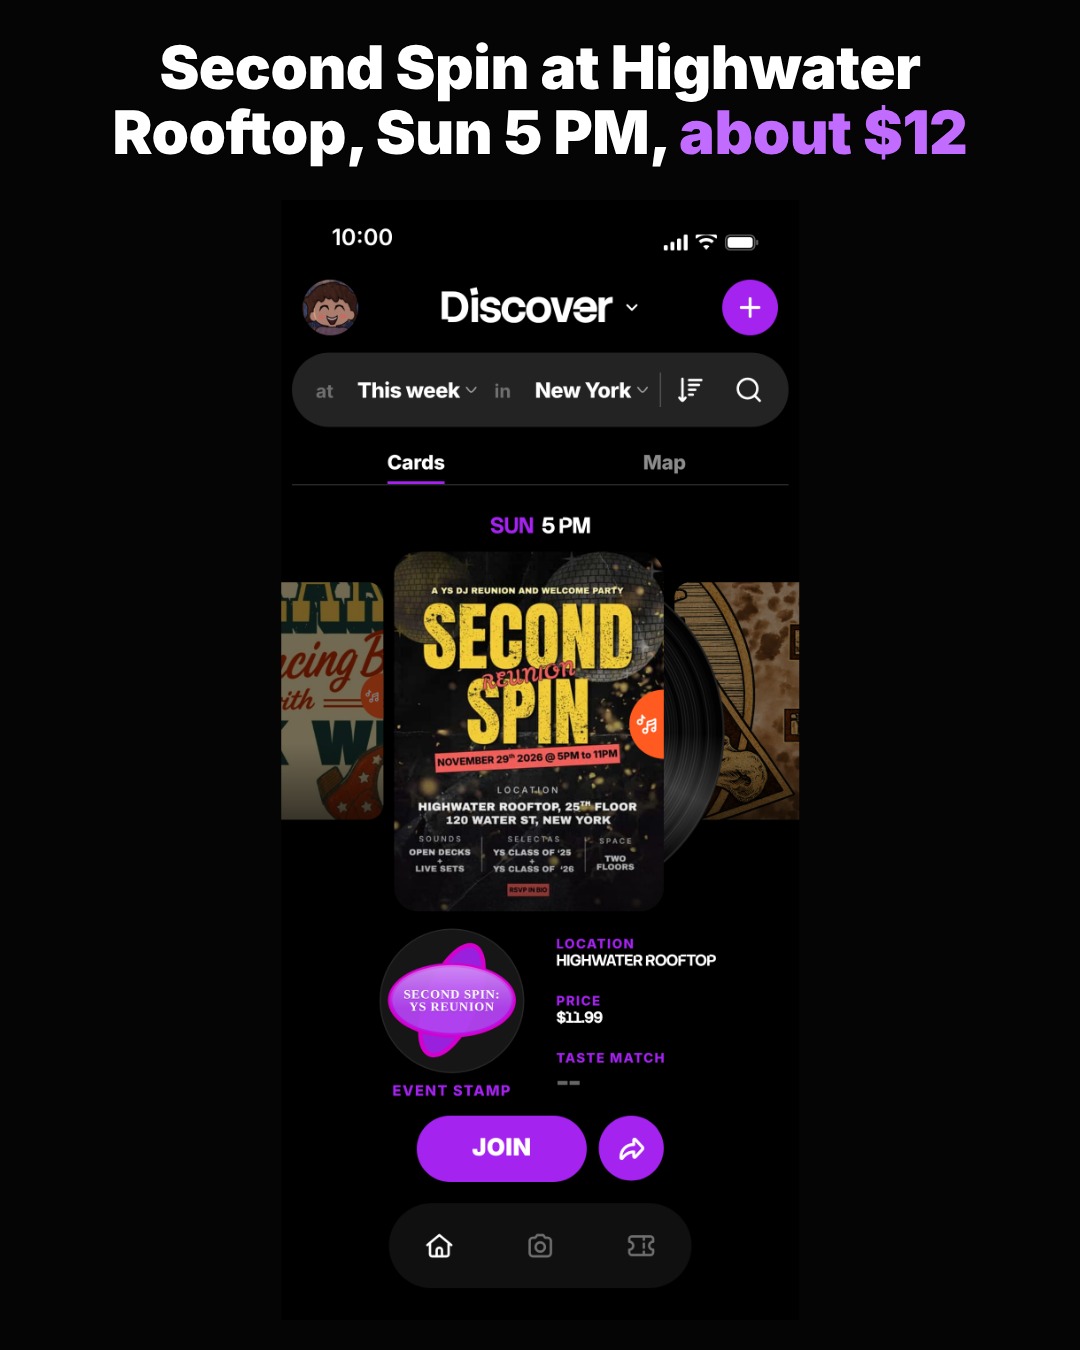 Second Spin at Highwater
Rooftop, Sun 5 PM, about $12
10:00
Discover
at This week in New York
Cards Map
SUN 5 PM
A YS DJ REUNION AND WELCOME PARTY
SECOND
REUNION
SPIN
NOVEMBER 29th 2026 @ 5PM to 11PM
LOCATION
HIGHWATER ROOFTOP, 25TH FLOOR
120 WATER ST, NEW YORK
SOUNDS
OPEN DECKS
+
LIVE SETS
SELECTAS
YS CLASS OF '25
+
YS CLASS OF '26
SPACE
TWO
FLOORS
RSVP IN BIO
ncing B
with
K W
SECOND SPIN:
YS REUNION
EVENT STAMP
LOCATION
HIGHWATER ROOFTOP
PRICE
$11.99
TASTE MATCH
--
JOIN